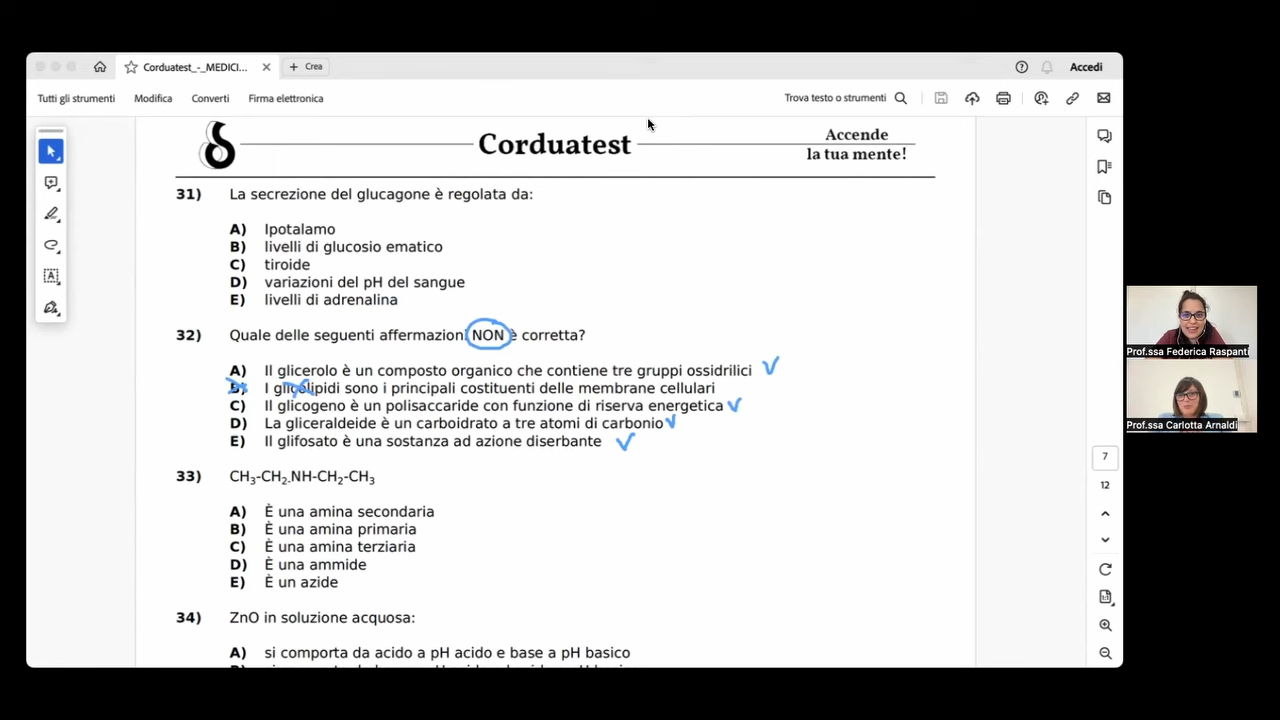 Corduatest_-_MEDICI...
Crea
Accedi
Tutti gli strumenti
Modifica
Converti
Firma elettronica
Trova testo o strumenti
Corduatest
Accende
la tua mente!
31) La secrezione del glucagone è regolata da:
A) Ipotalamo
B) livelli di glucosio ematico
C) tiroide
D) variazioni del pH del sangue
E) livelli di adrenalina
32) Quale delle seguenti affermazioni NON è corretta?
A) Il glicerolo è un composto organico che contiene tre gruppi ossidrilici
B) I glicolipidi sono i principali costituenti delle membrane cellulari
C) Il glicogeno è un polisaccaride con funzione di riserva energetica
D) La gliceraldeide è un carboidrato a tre atomi di carbonio
E) Il glifosato è una sostanza ad azione diserbante
33) CH₃-CH₂-NH-CH₂-CH₃
A) È una amina secondaria
B) È una amina primaria
C) È una amina terziaria
D) È una ammide
E) È un azide
34) ZnO in soluzione acquosa:
A) si comporta da acido a pH acido e base a pH basico
7
12
Prof.ssa Federica Raspanti
Prof.ssa Carlotta Arnaldi